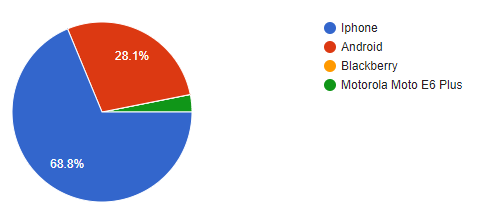 28.1%
68.8%
Iphone
Android
Blackberry
Motorola Moto E6 Plus